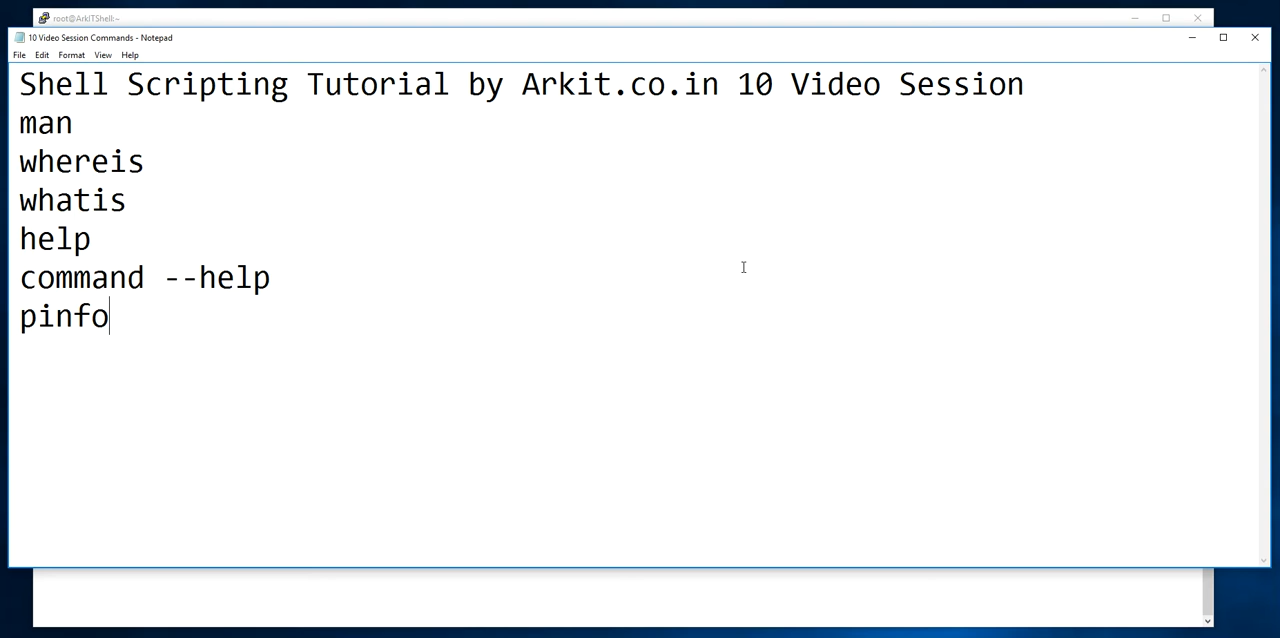 root@ArkITShell:~
10 Video Session Commands - Notepad
File Edit Format View Help
Shell Scripting Tutorial by Arkit.co.in 10 Video Session
man
whereis
whatis
help
command --help
pinfo